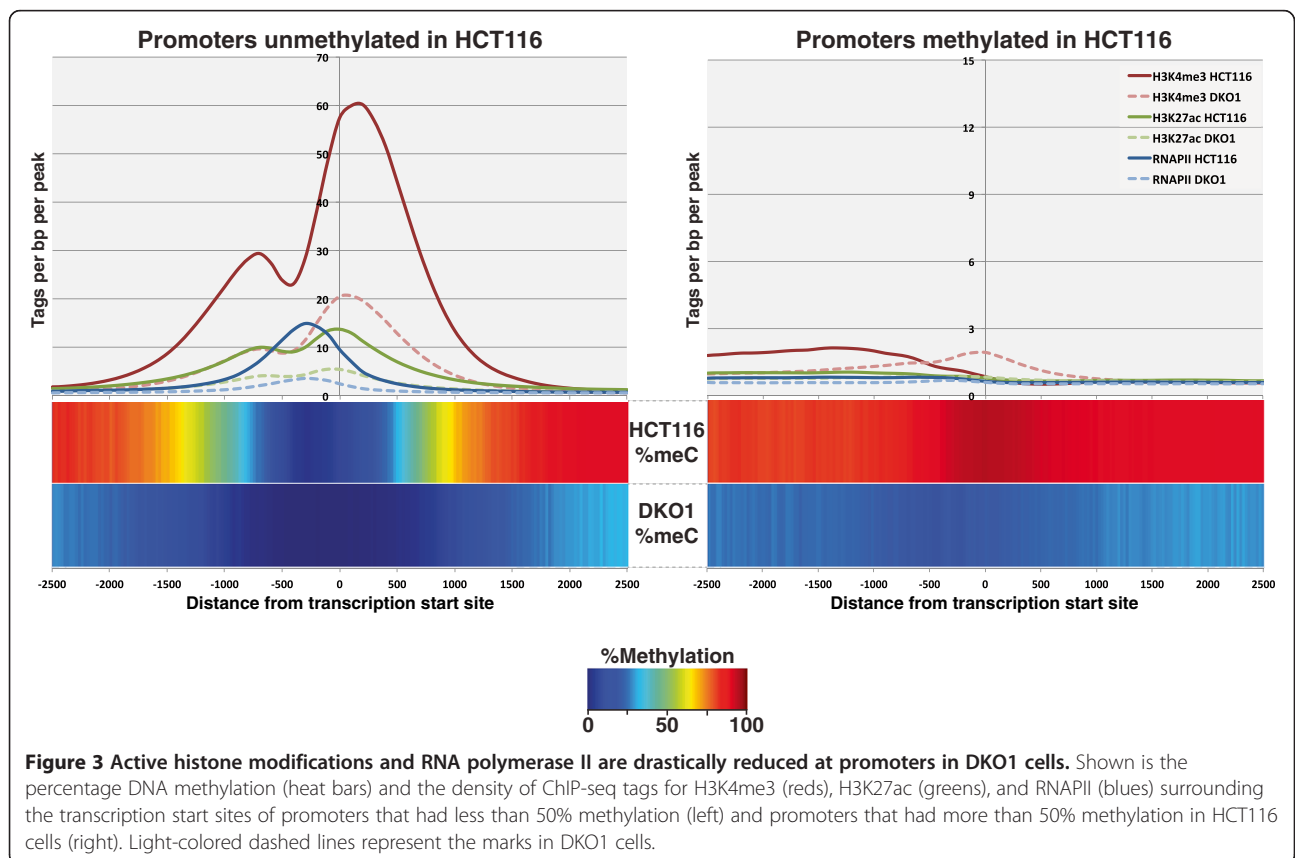 Promoters unmethylated in HCT116
Promoters methylated in HCT116
Tags per bp per peak
70
60
50
40
30
20
10
0
Tags per bp per peak
15
12
9
6
3
0
H3K4me3 HCT116
H3K4me3 DKO1
H3K27ac HCT116
H3K27ac DKO1
RNAPII HCT116
RNAPII DKO1
HCT116
%meC
DKO1
%meC
-2500 -2000 -1500 -1000 -500 0 500 1000 1500 2000 2500
-2500 -2000 -1500 -1000 -500 0 500 1000 1500 2000 2500
Distance from transcription start site
Distance from transcription start site
%Methylation
0 50 100
Figure 3 Active histone modifications and RNA polymerase II are drastically reduced at promoters in DKO1 cells. Shown is the
percentage DNA methylation (heat bars) and the density of ChIP-seq tags for H3K4me3 (reds), H3K27ac (greens), and RNAPII (blues) surrounding
the transcription start sites of promoters that had less than 50% methylation (left) and promoters that had more than 50% methylation in HCT116
cells (right). Light-colored dashed lines represent the marks in DKO1 cells.